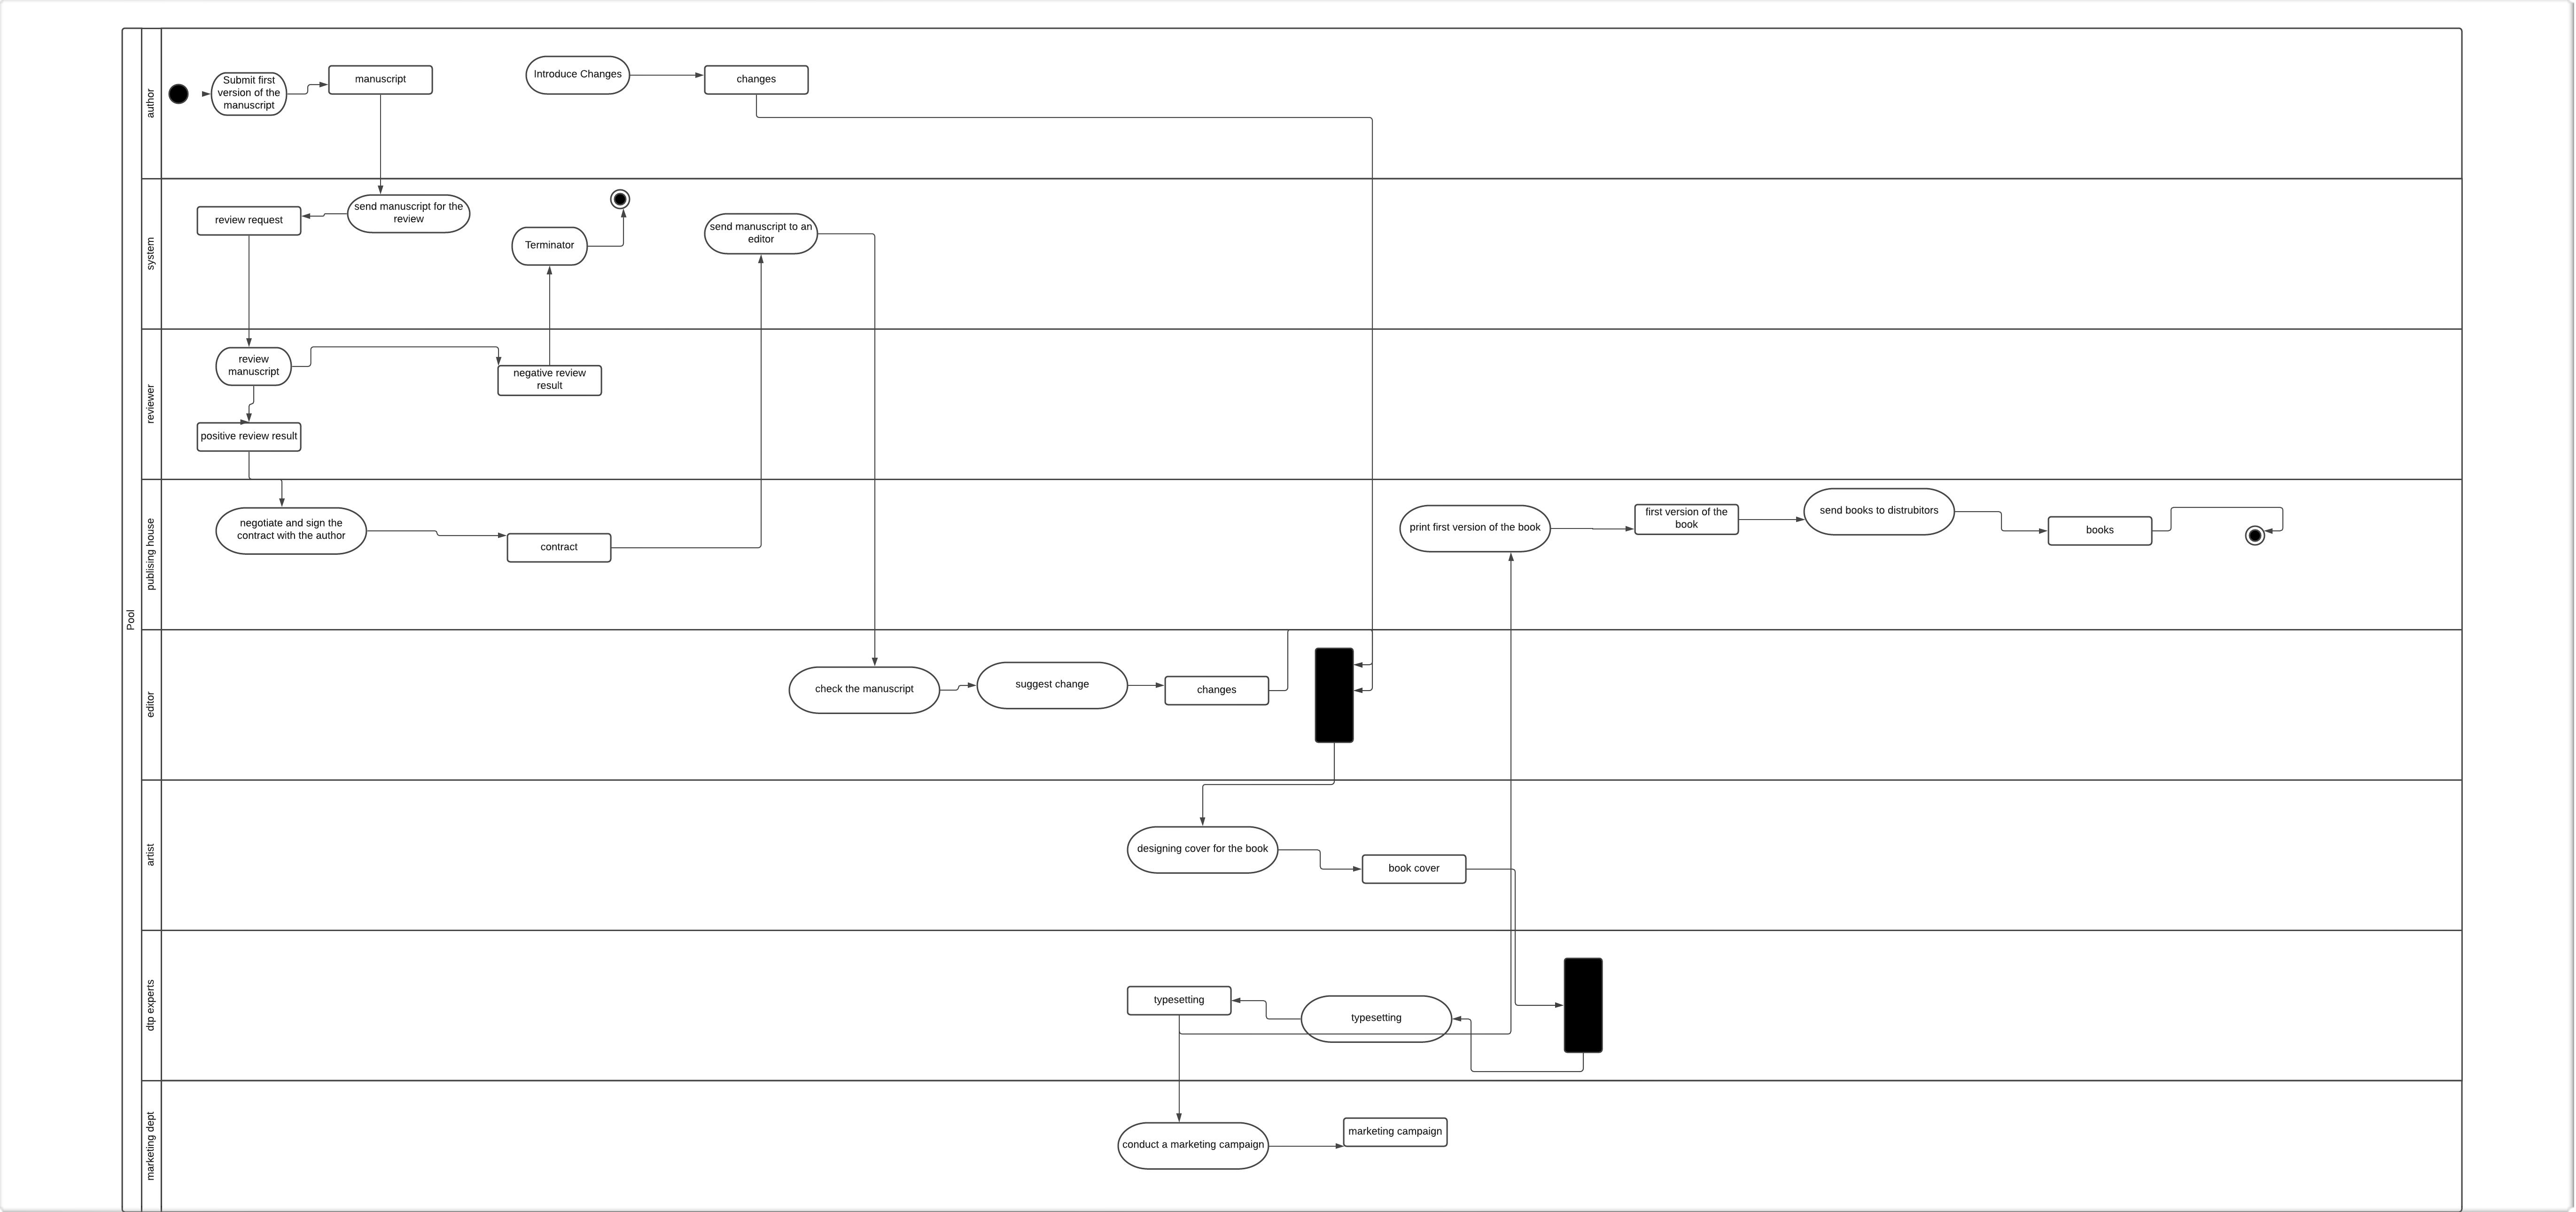 Pool
author
Submit first
version of the
manuscript
manuscript
Introduce Changes
changes
system
review request
send manuscript for the
review
Terminator
send manuscript to an
editor
reviewer
review
manuscript
negative review
result
positive review result
publising house
negotiate and sign the
contract with the author
contract
print first version of the book
first version of the
book
send books to distrubitors
books
editor
check the manuscript
suggest change
changes
artist
designing cover for the book
book cover
dtp experts
typesetting
typesetting
marketing dept
conduct a marketing campaign
marketing campaign